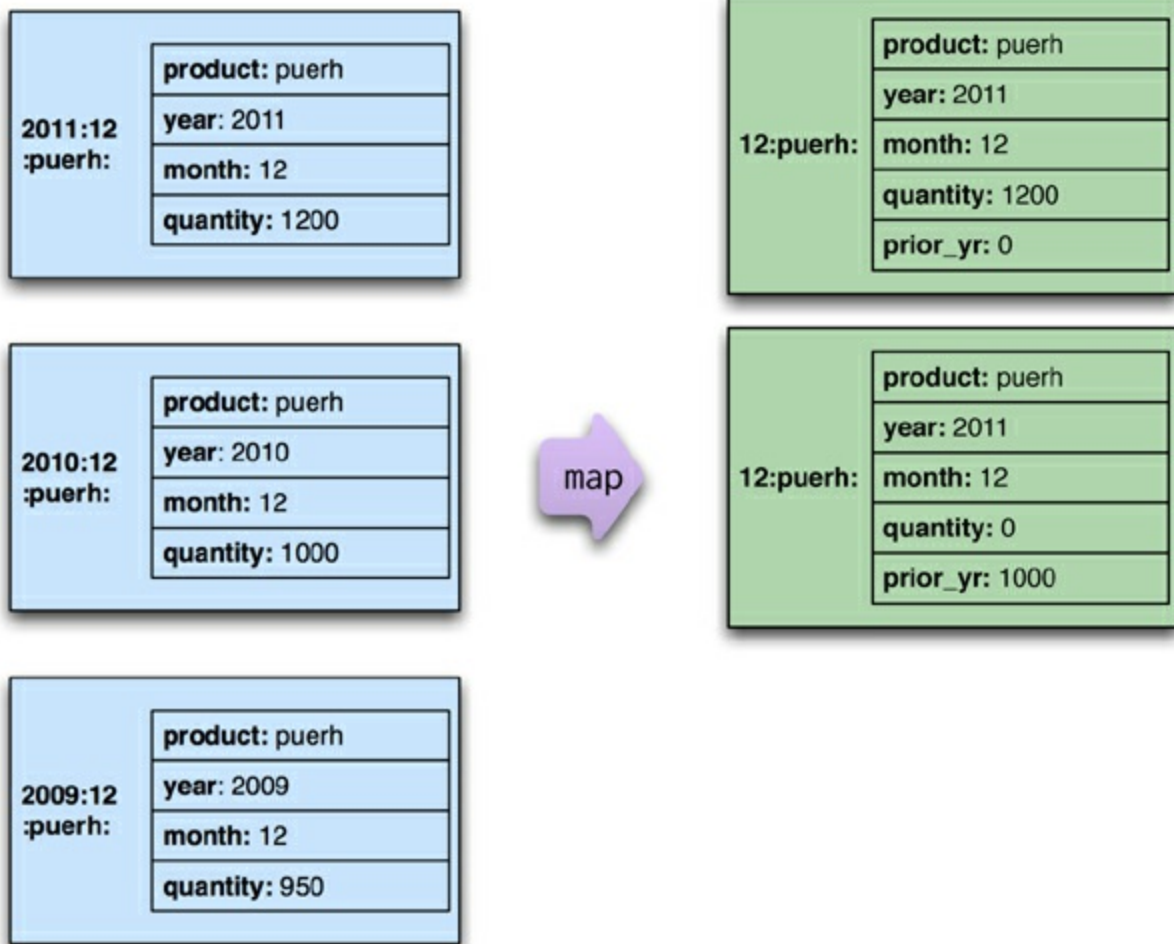 2011:12
:puerh:
product: puerh
year: 2011
month: 12
quantity: 1200
2010:12
:puerh:
product: puerh
year: 2010
month: 12
quantity: 1000
2009:12
:puerh:
product: puerh
year: 2009
month: 12
quantity: 950
map
12:puerh:
product: puerh
year: 2011
month: 12
quantity: 1200
prior_yr: 0
12:puerh:
product: puerh
year: 2011
month: 12
quantity: 0
prior_yr: 1000